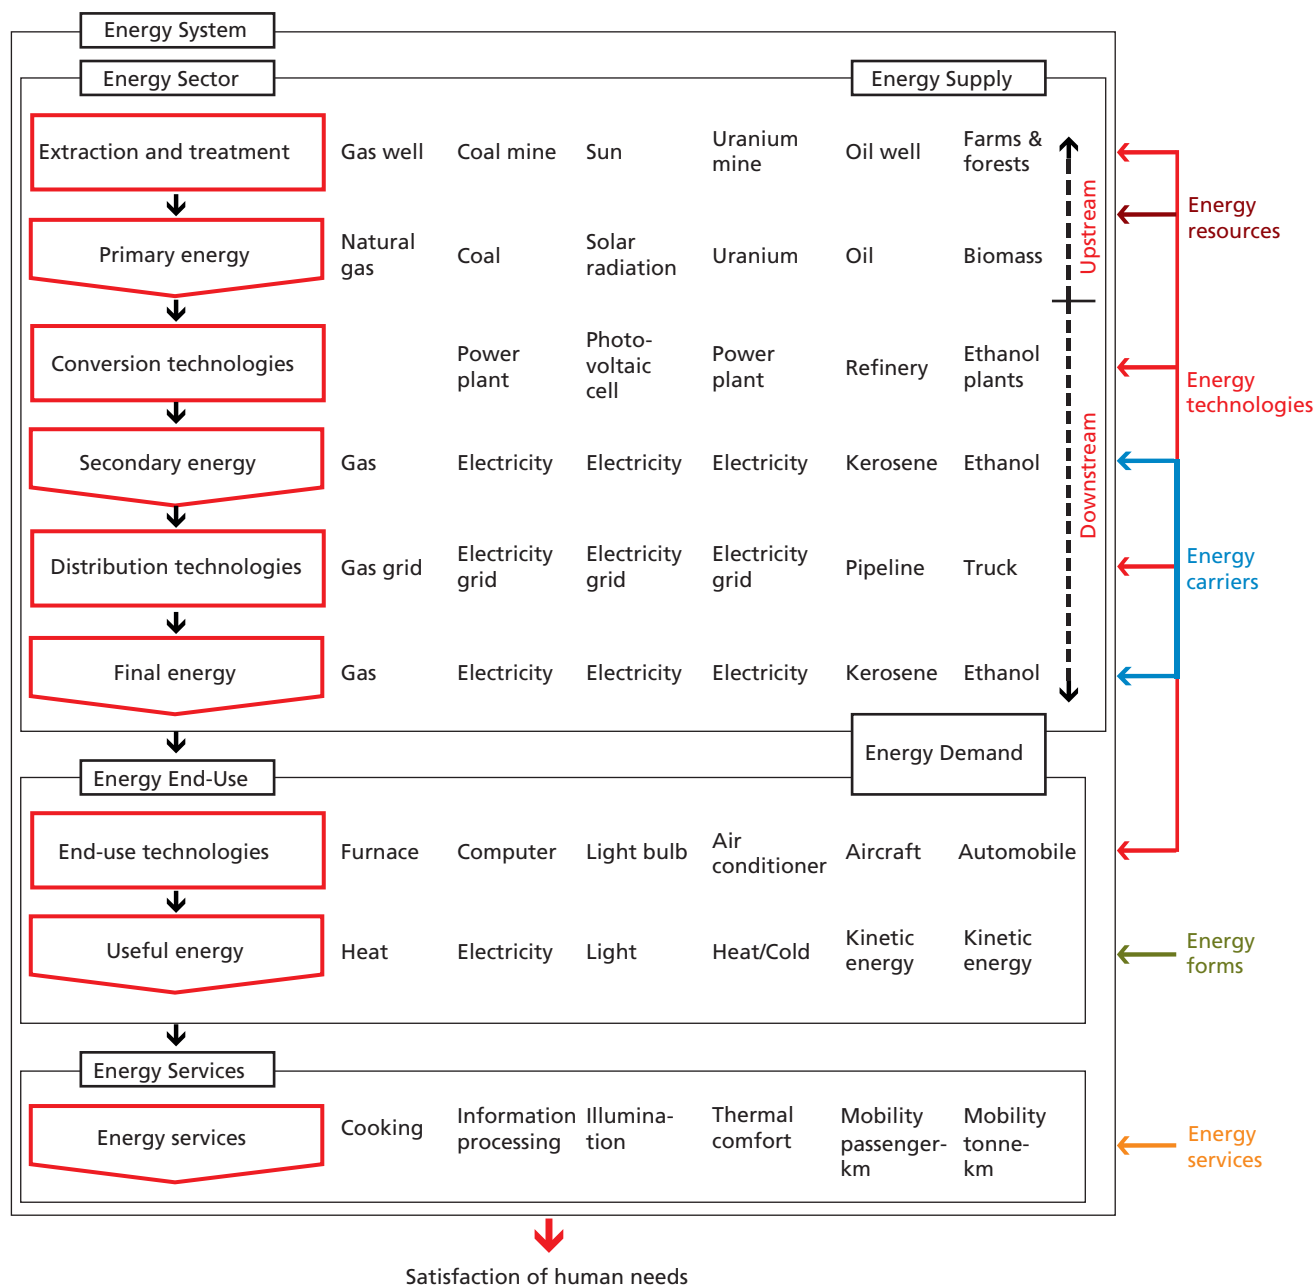 Energy System
Energy Sector
Energy Supply
Extraction and treatment
Gas well
Coal mine
Sun
Uranium
mine
Oil well
Farms &
forests
Upstream
Energy
resources
Primary energy
Natural
gas
Coal
Solar
radiation
Uranium
Oil
Biomass
Conversion technologies
Power
plant
Photo-
voltaic
cell
Power
plant
Refinery
Ethanol
plants
Energy
technologies
Downstream
Secondary energy
Gas
Electricity
Electricity
Electricity
Kerosene
Ethanol
Distribution technologies
Gas grid
Electricity
grid
Electricity
grid
Electricity
grid
Pipeline
Truck
Energy
carriers
Final energy
Gas
Electricity
Electricity
Electricity
Kerosene
Ethanol
Energy Demand
Energy End-Use
End-use technologies
Furnace
Computer
Light bulb
Air
conditioner
Aircraft
Automobile
Useful energy
Heat
Electricity
Light
Heat/Cold
Kinetic
energy
Kinetic
energy
Energy
forms
Energy Services
Energy services
Cooking
Information
processing
Illumina-
tion
Thermal
comfort
Mobility
passenger-
km
Mobility
tonne-
km
Energy
services
Satisfaction of human needs